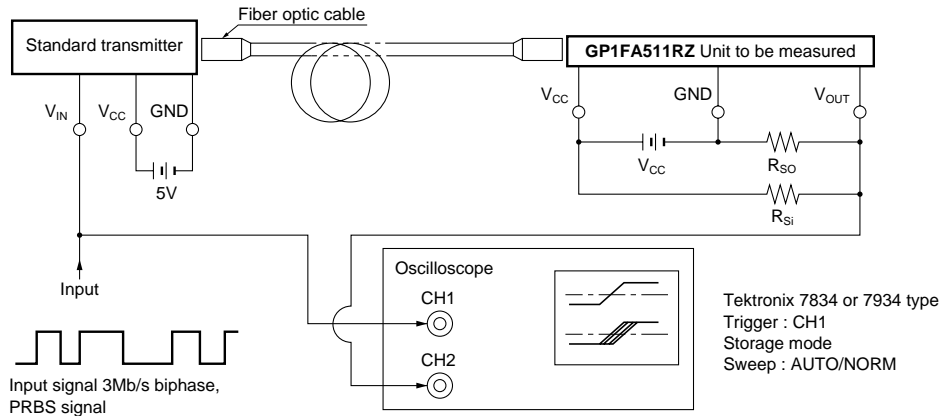 Fiber optic cable
Standard transmitter
GP1FA511RZ Unit to be measured
VIN
VCC
GND
VCC
GND
VOUT
5V
VCC
RSO
RSi
Input
Oscilloscope
CH1
CH2
Tektronix 7834 or 7934 type
Trigger : CH1
Storage mode
Sweep : AUTO/NORM
Input signal 3Mb/s biphase,
PRBS signal